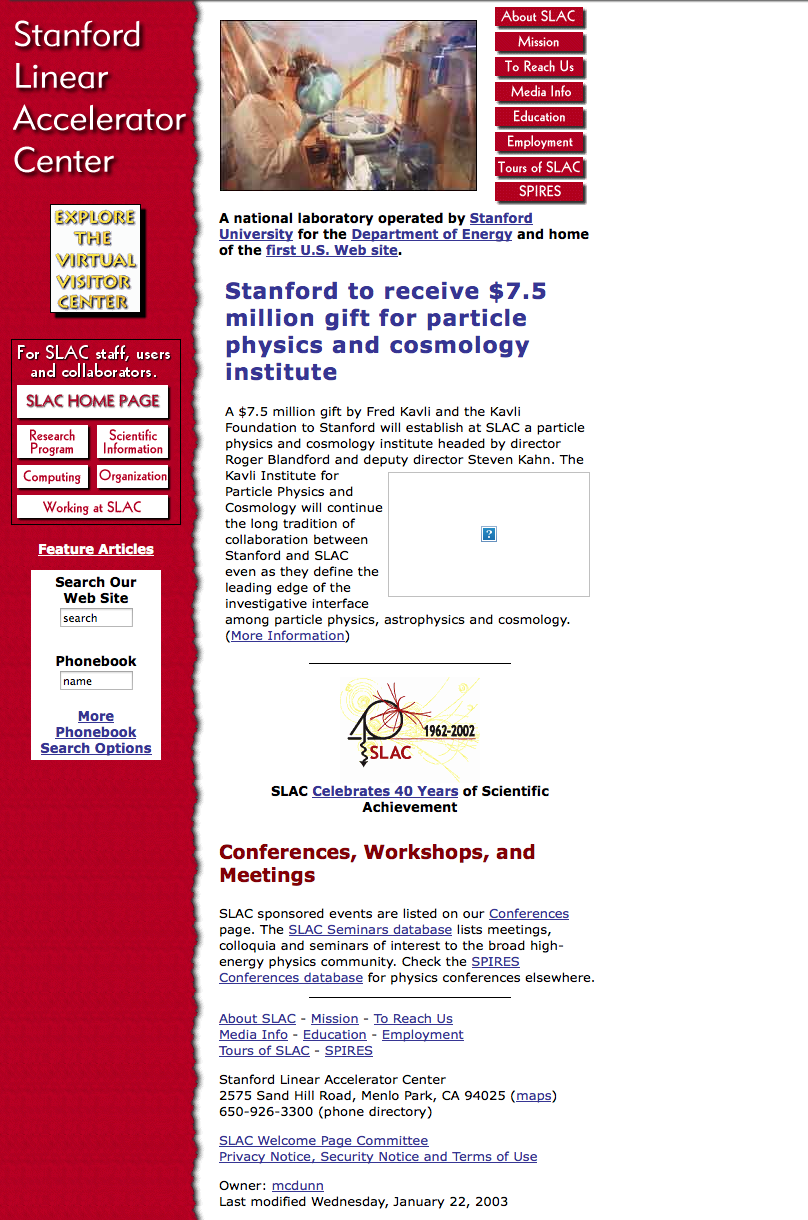 Stanford
Linear
Accelerator
Center
EXPLORE
THE
VIRTUAL
VISITOR
CENTER
For SLAC staff, users
and collaborators.
SLAC HOME PAGE
Research
Program
Scientific
Information
Computing
Organization
Working at SLAC
Feature Articles
Search Our
Web Site
search
Phonebook
name
More
Phonebook
Search Options
About SLAC
Mission
To Reach Us
Media Info
Education
Employment
Tours of SLAC
SPIRES
A national laboratory operated by Stanford
University for the Department of Energy and home
of the first U.S. Web site.
Stanford to receive $7.5
million gift for particle
physics and cosmology
institute
A $7.5 million gift by Fred Kavli and the Kavli
Foundation to Stanford will establish at SLAC a particle
physics and cosmology institute headed by director
Roger Blandford and deputy director Steven Kahn. The
Kavli Institute for
Particle Physics and
Cosmology will continue
the long tradition of
collaboration between
Stanford and SLAC
even as they define the
leading edge of the
investigative interface
among particle physics, astrophysics and cosmology.
(More Information)
?
1962-2002
SLAC
SLAC Celebrates 40 Years of Scientific
Achievement
Conferences, Workshops, and
Meetings
SLAC sponsored events are listed on our Conferences
page. The SLAC Seminars database lists meetings,
colloquia and seminars of interest to the broad high-
energy physics community. Check the SPIRES
Conferences database for physics conferences elsewhere.
About SLAC - Mission - To Reach Us
Media Info - Education - Employment
Tours of SLAC - SPIRES
Stanford Linear Accelerator Center
2575 Sand Hill Road, Menlo Park, CA 94025 (maps)
650-926-3300 (phone directory)
SLAC Welcome Page Committee
Privacy Notice, Security Notice and Terms of Use
Owner: mcdunn
Last modified Wednesday, January 22, 2003